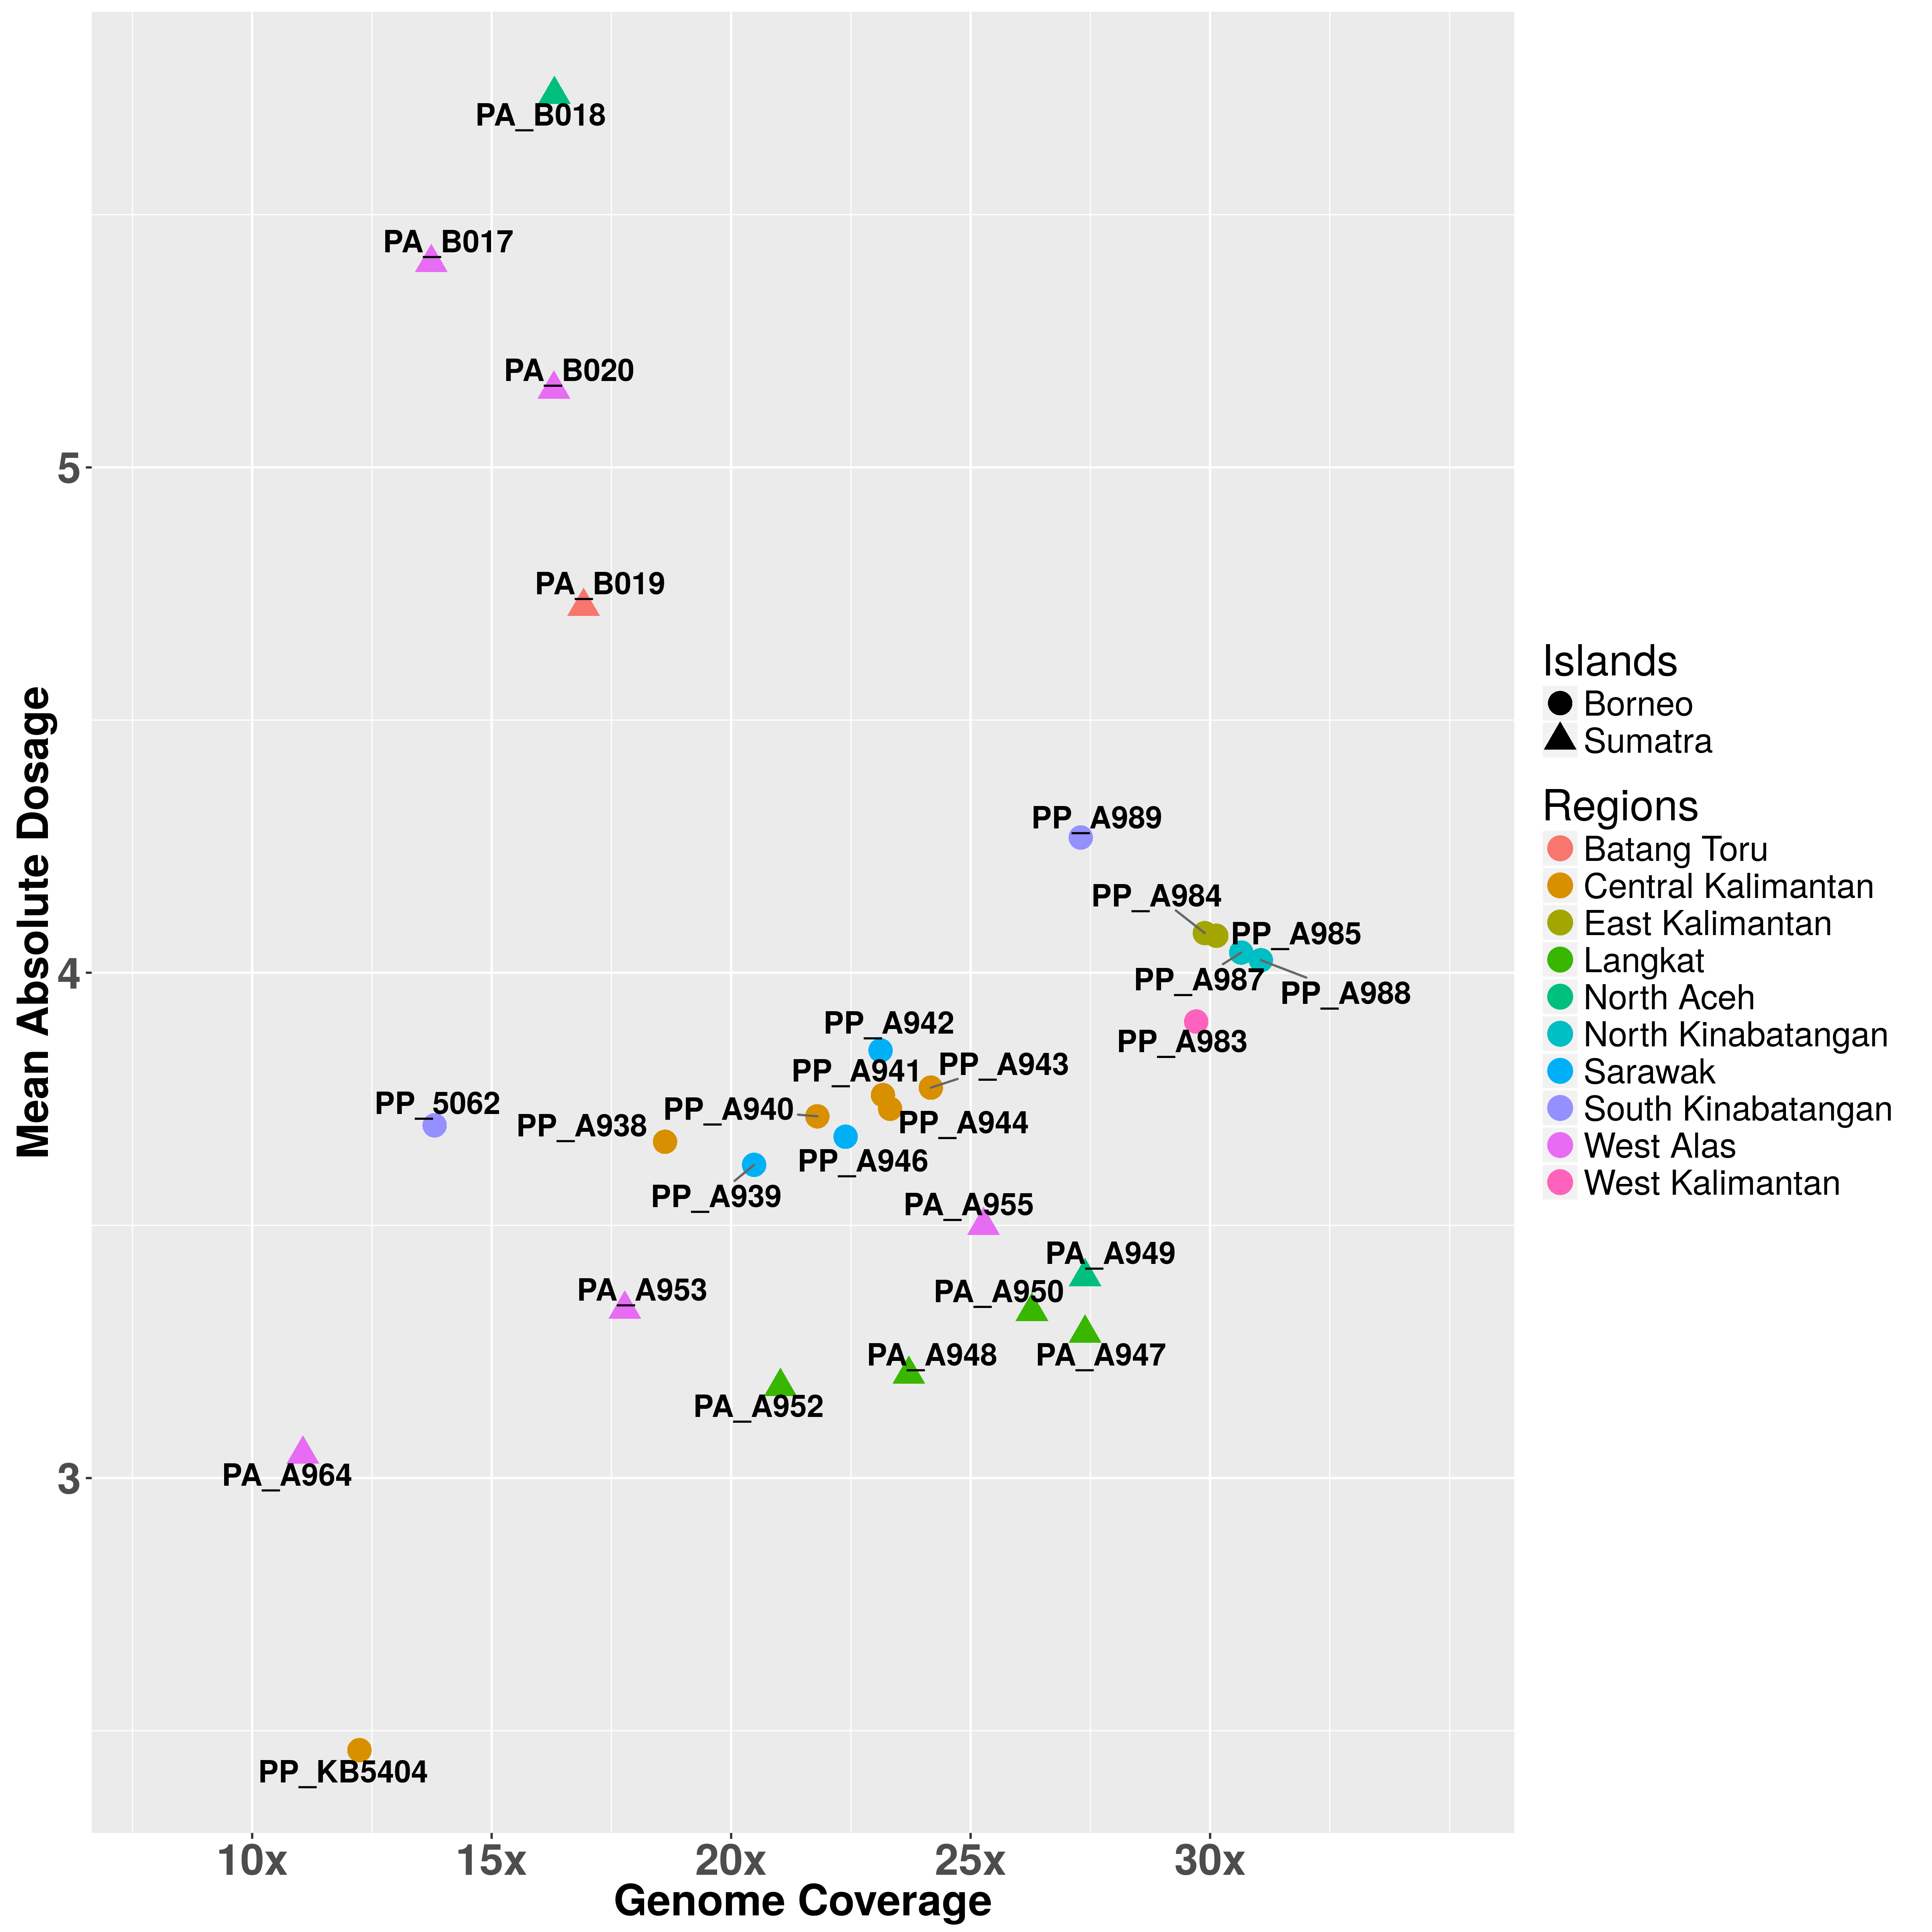 PA_B018
PA_B017
PA_B020
5
PA_B019
Islands
Borneo
Sumatra
Regions
Batang Toru
Central Kalimantan
East Kalimantan
Langkat
North Aceh
North Kinabatangan
Sarawak
South Kinabatangan
West Alas
West Kalimantan
Mean Absolute Dosage
PP_A989
PP_A984
PP_A985
4
PP_A987
PP_A988
PP_A942
PP_A983
PP_A941
PP_A943
PP_5062
PP_A940
PP_A938
PP_A944
PP_A946
PP_A939
PA_A955
PA_A949
PA_A953
PA_A950
PA_A948
PA_A947
PA_A952
3
PA_A964
PP_KB5404
10x 15x 20x 25x 30x
Genome Coverage